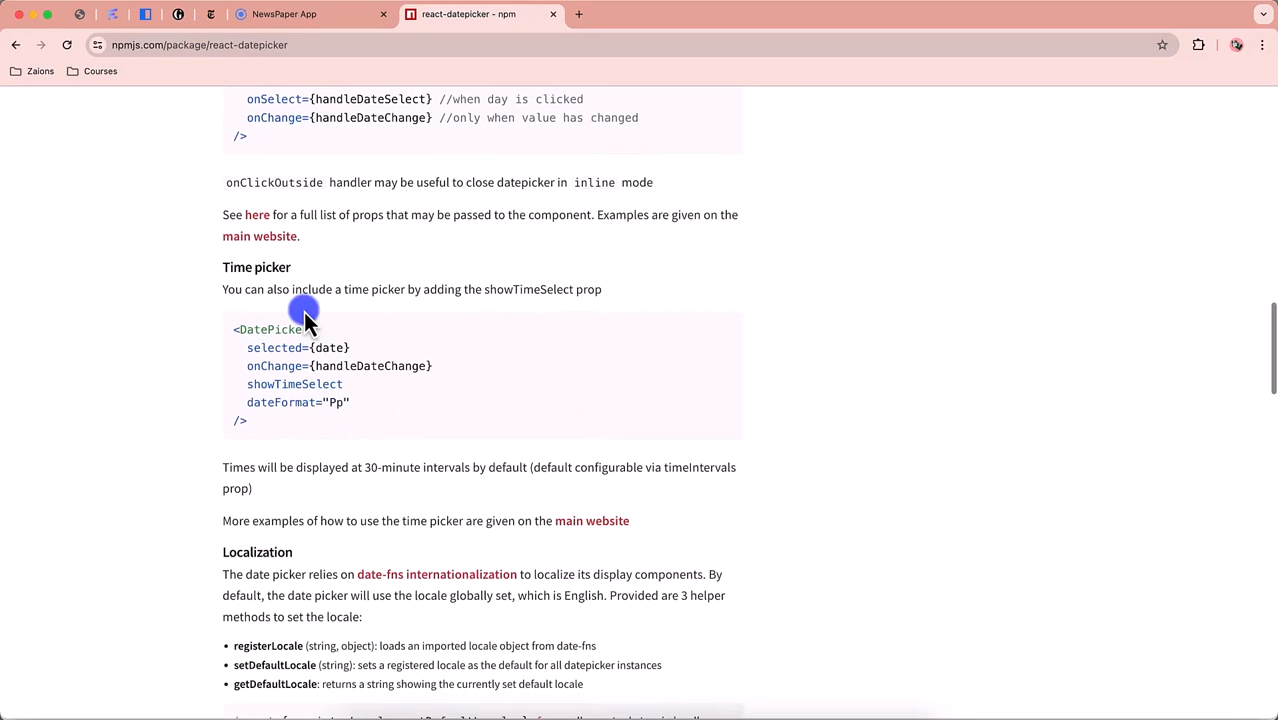 NewsPaper App
react-datepicker - npm
npmjs.com/package/react-datepicker
Zaions
Courses
onSelect={handleDateSelect} //when day is clicked
onChange={handleDateChange} //only when value has changed
/>
onClickOutside handler may be useful to close datepicker in inline mode
See here for a full list of props that may be passed to the component. Examples are given on the
main website.
Time picker
You can also include a time picker by adding the showTimeSelect prop
<DatePicke
selected={date}
onChange={handleDateChange}
showTimeSelect
dateFormat="Pp"
/>
Times will be displayed at 30-minute intervals by default (default configurable via timeIntervals
prop)
More examples of how to use the time picker are given on the main website
Localization
The date picker relies on date-fns internationalization to localize its display components. By
default, the date picker will use the locale globally set, which is English. Provided are 3 helper
methods to set the locale:
• registerLocale (string, object): loads an imported locale object from date-fns
• setDefaultLocale (string): sets a registered locale as the default for all datepicker instances
• getDefaultLocale: returns a string showing the currently set default locale